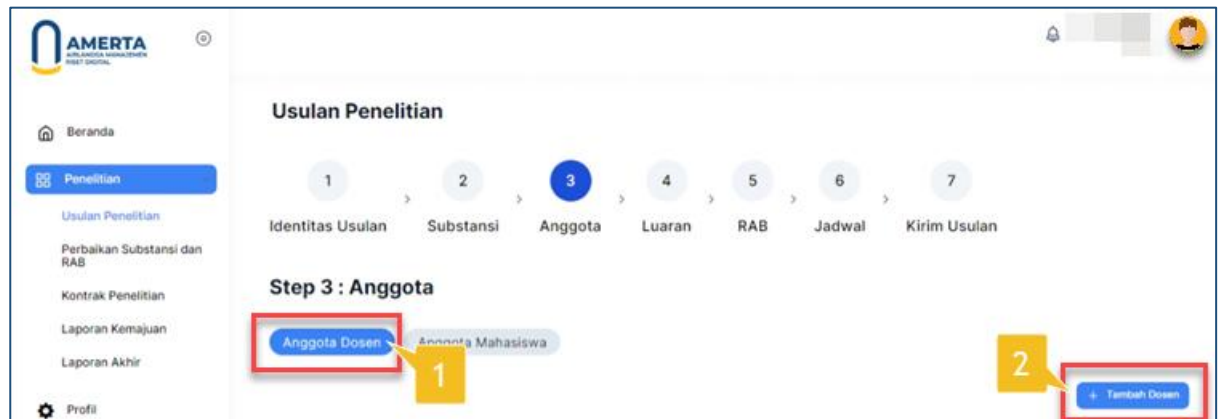 AMERTA
AIRLANGGA MANAJEMEN
RISET DIGITAL
Beranda
Penelitian
Usulan Penelitian
Perbaikan Substansi dan
RAB
Kontrak Penelitian
Laporan Kemajuan
Laporan Akhir
Profil
Usulan Penelitian
1 > 2 > 3 > 4 > 5 > 6 > 7
Identitas Usulan Substansi Anggota Luaran RAB Jadwal Kirim Usulan
Step 3 : Anggota
Anggota Dosen Anggota Mahasiswa
1
2
+ Tambah Dosen